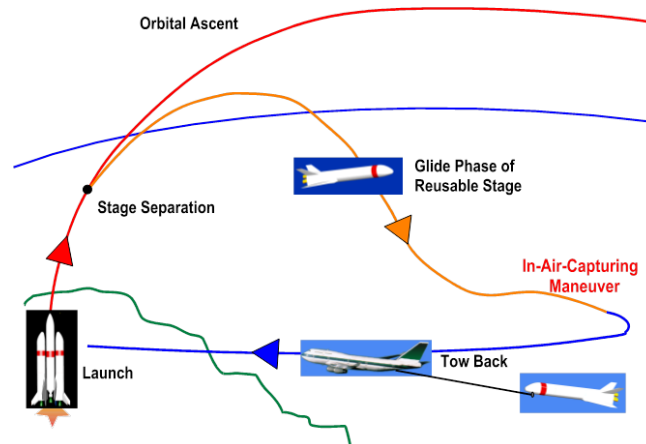 Orbital Ascent
Glide Phase of
Reusable Stage
Stage Separation
In-Air-Capturing
Maneuver
Launch
Tow Back